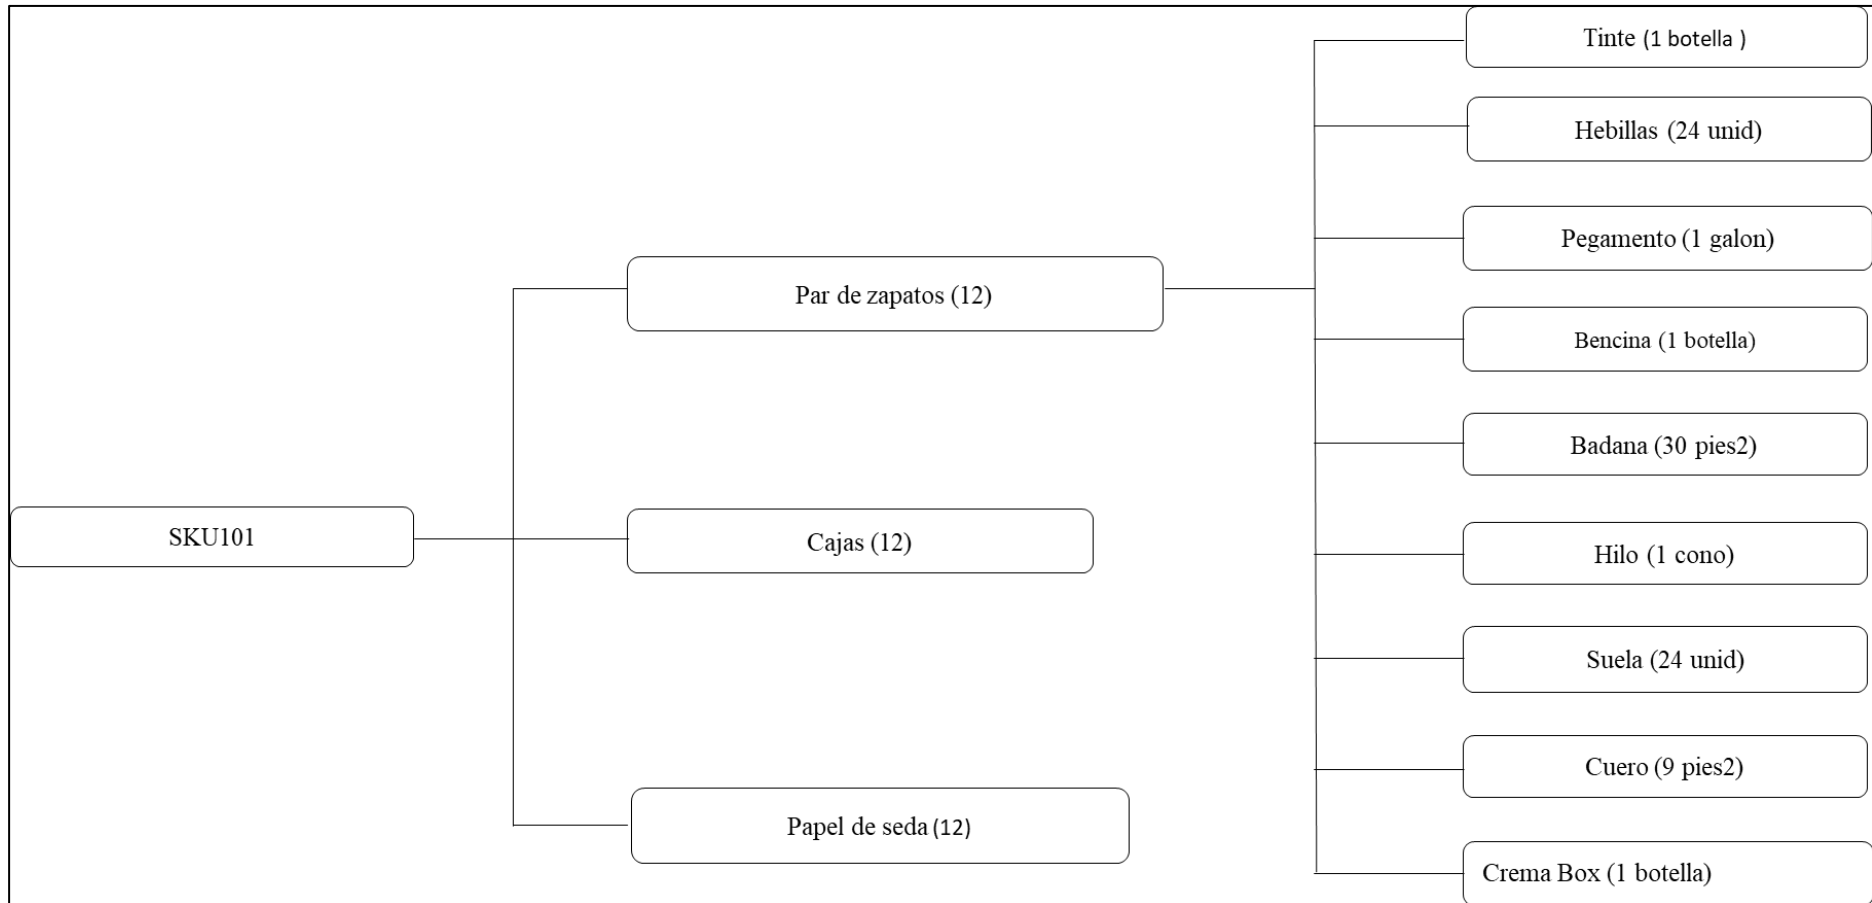 SKU101
Par de zapatos (12)
Cajas (12)
Papel de seda (12)
Tinte (1 botella )
Hebillas (24 unid)
Pegamento (1 galon)
Bencina (1 botella)
Badana (30 pies2)
Hilo (1 cono)
Suela (24 unid)
Cuero (9 pies2)
Crema Box (1 botella)